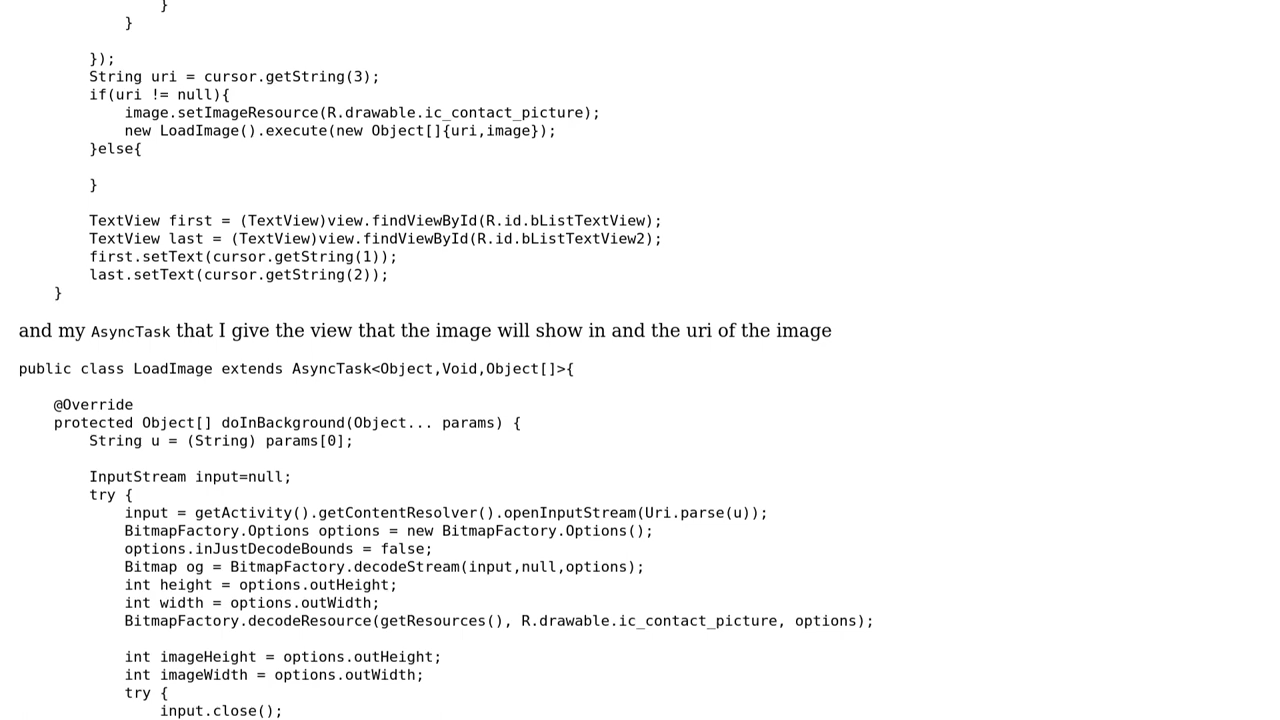 }
}
});
String uri = cursor.getString(3);
if(uri != null){
image.setImageResource(R.drawable.ic_contact_picture);
new LoadImage().execute(new Object[]{uri,image});
}else{
}
TextView first = (TextView)view.findViewById(R.id.bListTextView);
TextView last = (TextView)view.findViewById(R.id.bListTextView2);
first.setText(cursor.getString(1));
last.setText(cursor.getString(2));
}
and my AsyncTask that I give the view that the image will show in and the uri of the image
public class LoadImage extends AsyncTask<Object,Void,Object[]>{
@Override
protected Object[] doInBackground(Object... params) {
String u = (String) params[0];
InputStream input=null;
try {
input = getActivity().getContentResolver().openInputStream(Uri.parse(u));
BitmapFactory.Options options = new BitmapFactory.Options();
options.inJustDecodeBounds = false;
Bitmap og = BitmapFactory.decodeStream(input,null,options);
int height = options.outHeight;
int width = options.outWidth;
BitmapFactory.decodeResource(getResources(), R.drawable.ic_contact_picture, options);
int imageHeight = options.outHeight;
int imageWidth = options.outWidth;
try {
input.close();